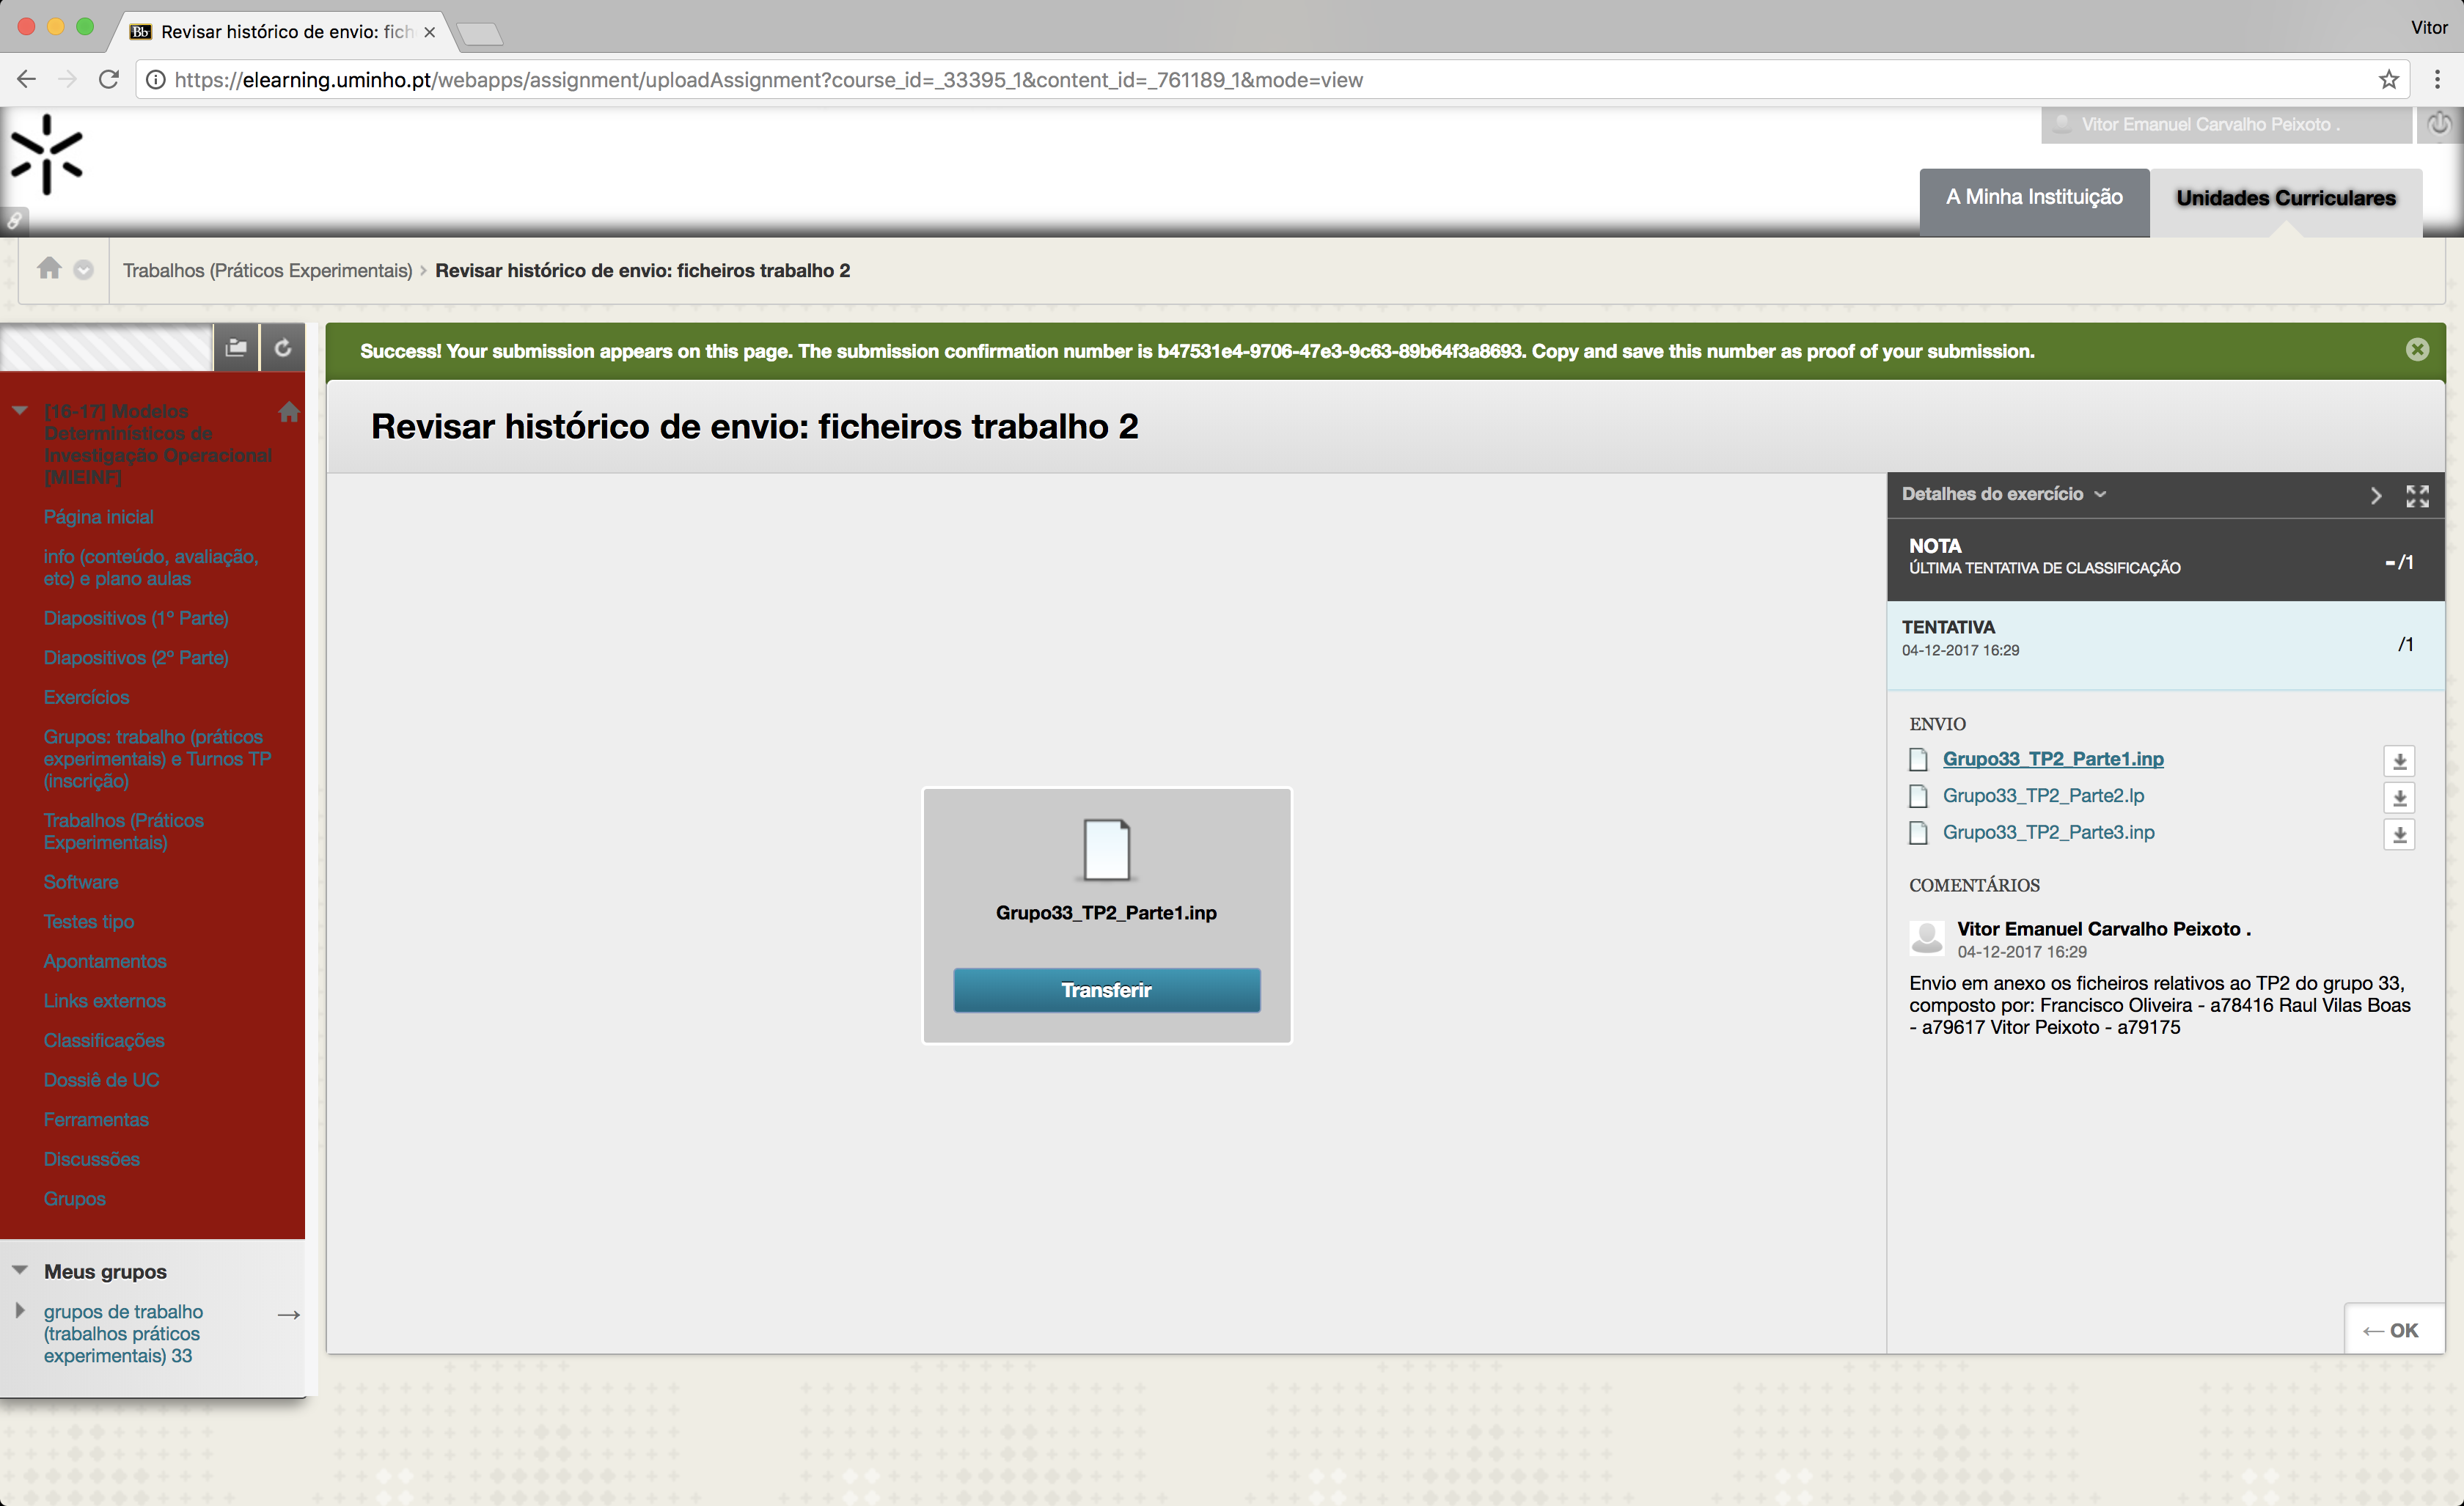 Bb Revisar histórico de envio: fich
Vitor
https://elearning.uminho.pt/webapps/assignment/uploadAssignment?course_id=_33395_1&content_id=_761189_1&mode=view
Vitor Emanuel Carvalho Peixoto .
A Minha Instituição
Unidades Curriculares
Trabalhos (Práticos Experimentais) › Revisar histórico de envio: ficheiros trabalho 2
Success! Your submission appears on this page. The submission confirmation number is b47531e4-9706-47e3-9c63-89b64f3a8693. Copy and save this number as proof of your submission.
[16-17] Modelos
Determinísticos de
Investigação Operacional
[MIEINF]
Página inicial
info (conteúdo, avaliação,
etc) e plano aulas
Diapositivos (1º Parte)
Diapositivos (2º Parte)
Exercícios
Grupos: trabalho (práticos
experimentais) e Turnos TP
(inscrição)
Trabalhos (Práticos
Experimentais)
Software
Testes tipo
Apontamentos
Links externos
Classificações
Dossiê de UC
Ferramentas
Discussões
Grupos
Meus grupos
grupos de trabalho
(trabalhos práticos
experimentais) 33
Revisar histórico de envio: ficheiros trabalho 2
Grupo33_TP2_Parte1.inp
Transferir
Detalhes do exercício
NOTA
ÚLTIMA TENTATIVA DE CLASSIFICAÇÃO
-/1
TENTATIVA
04-12-2017 16:29
/1
ENVIO
Grupo33_TP2_Parte1.inp
Grupo33_TP2_Parte2.lp
Grupo33_TP2_Parte3.inp
COMENTÁRIOS
Vitor Emanuel Carvalho Peixoto .
04-12-2017 16:29
Envio em anexo os ficheiros relativos ao TP2 do grupo 33,
composto por: Francisco Oliveira - a78416 Raul Vilas Boas
- a79617 Vitor Peixoto - a79175
← OK